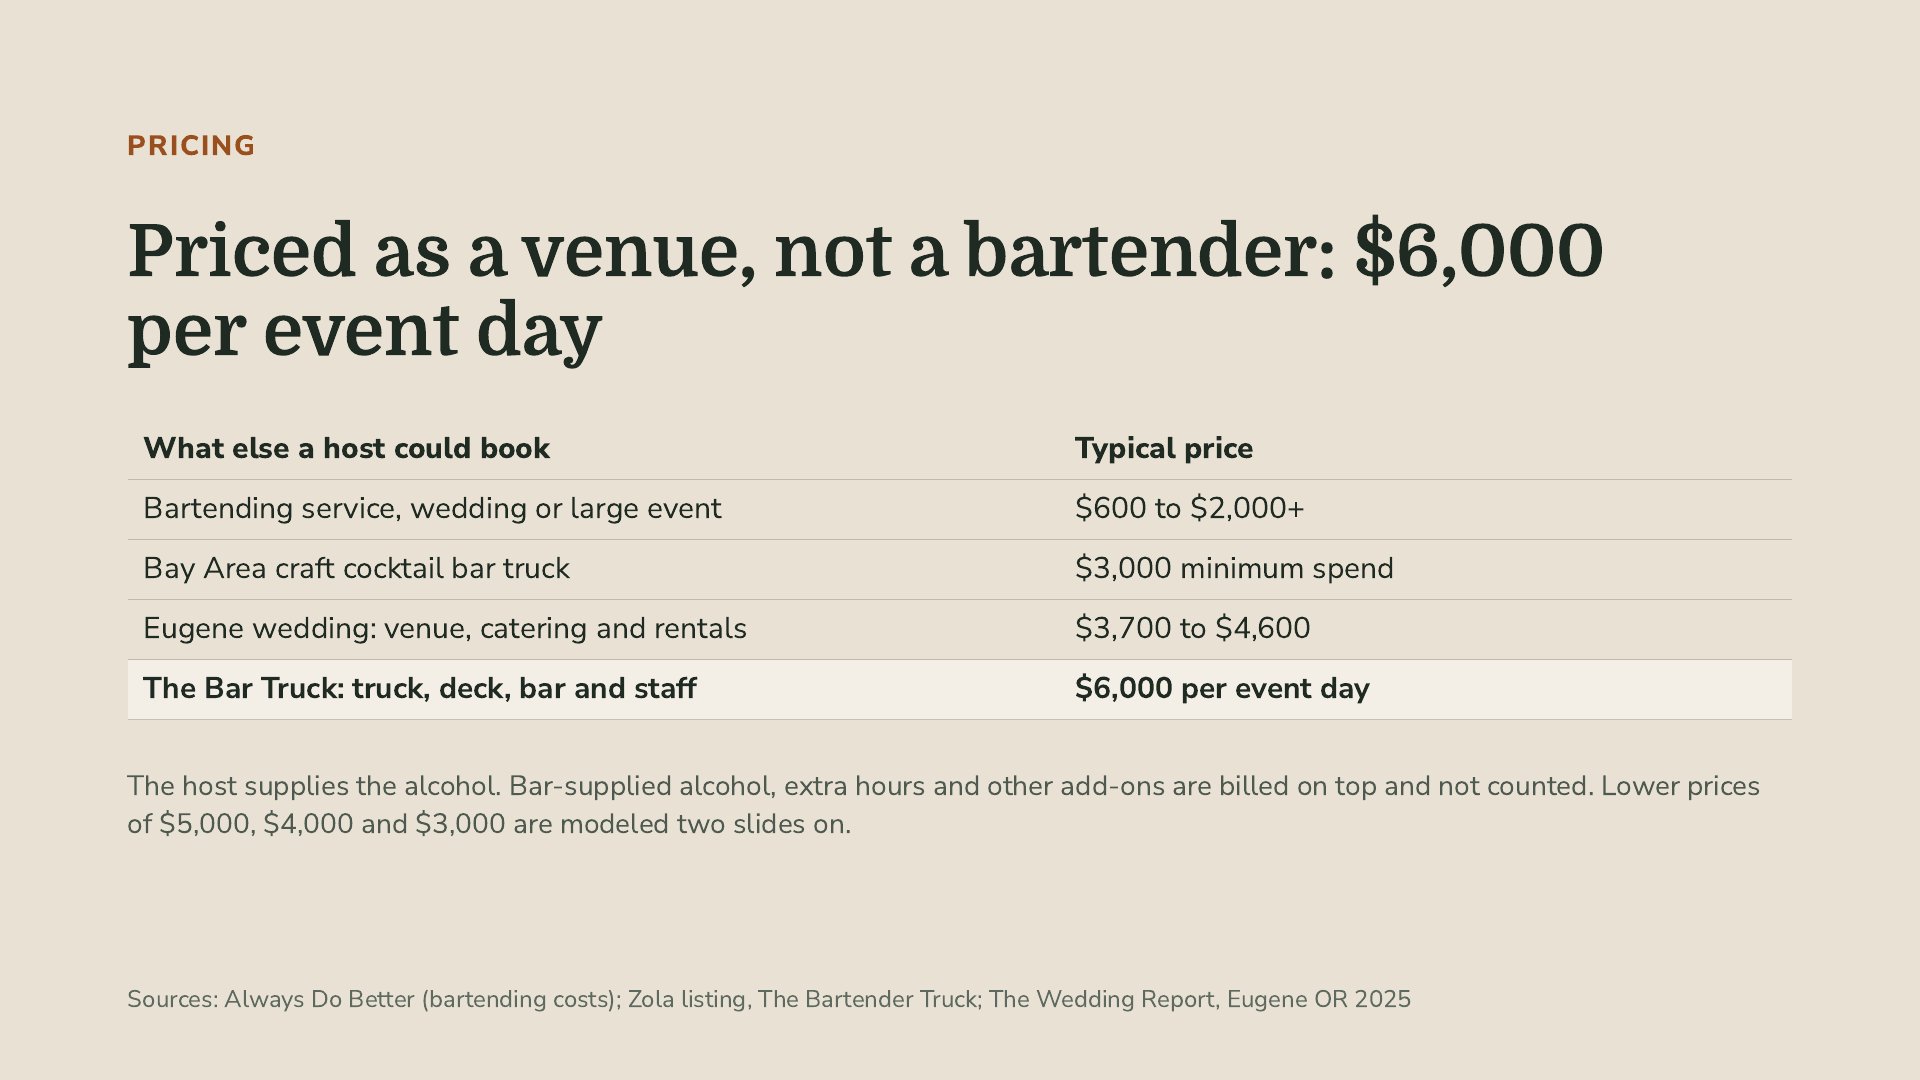 PRICING
Priced as a venue, not a bartender: $6,000
per event day
What else a host could book
Typical price
Bartending service, wedding or large event
$600 to $2,000+
Bay Area craft cocktail bar truck
$3,000 minimum spend
Eugene wedding: venue, catering and rentals
$3,700 to $4,600
The Bar Truck: truck, deck, bar and staff
$6,000 per event day
The host supplies the alcohol. Bar-supplied alcohol, extra hours and other add-ons are billed on top and not counted. Lower prices
of $5,000, $4,000 and $3,000 are modeled two slides on.
Sources: Always Do Better (bartending costs); Zola listing, The Bartender Truck; The Wedding Report, Eugene OR 2025